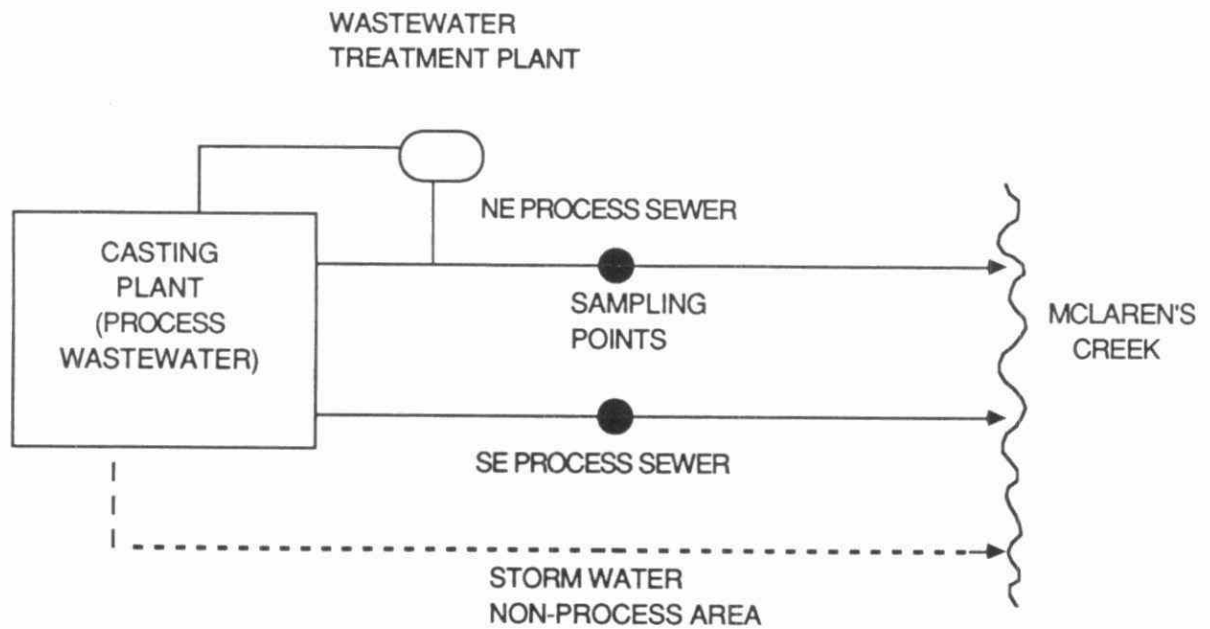 WASTEWATER
TREATMENT PLANT
NE PROCESS SEWER
CASTING
PLANT
(PROCESS
WASTEWATER)
SAMPLING
POINTS
MCLAREN'S
CREEK
SE PROCESS SEWER
STORM WATER
NON-PROCESS AREA